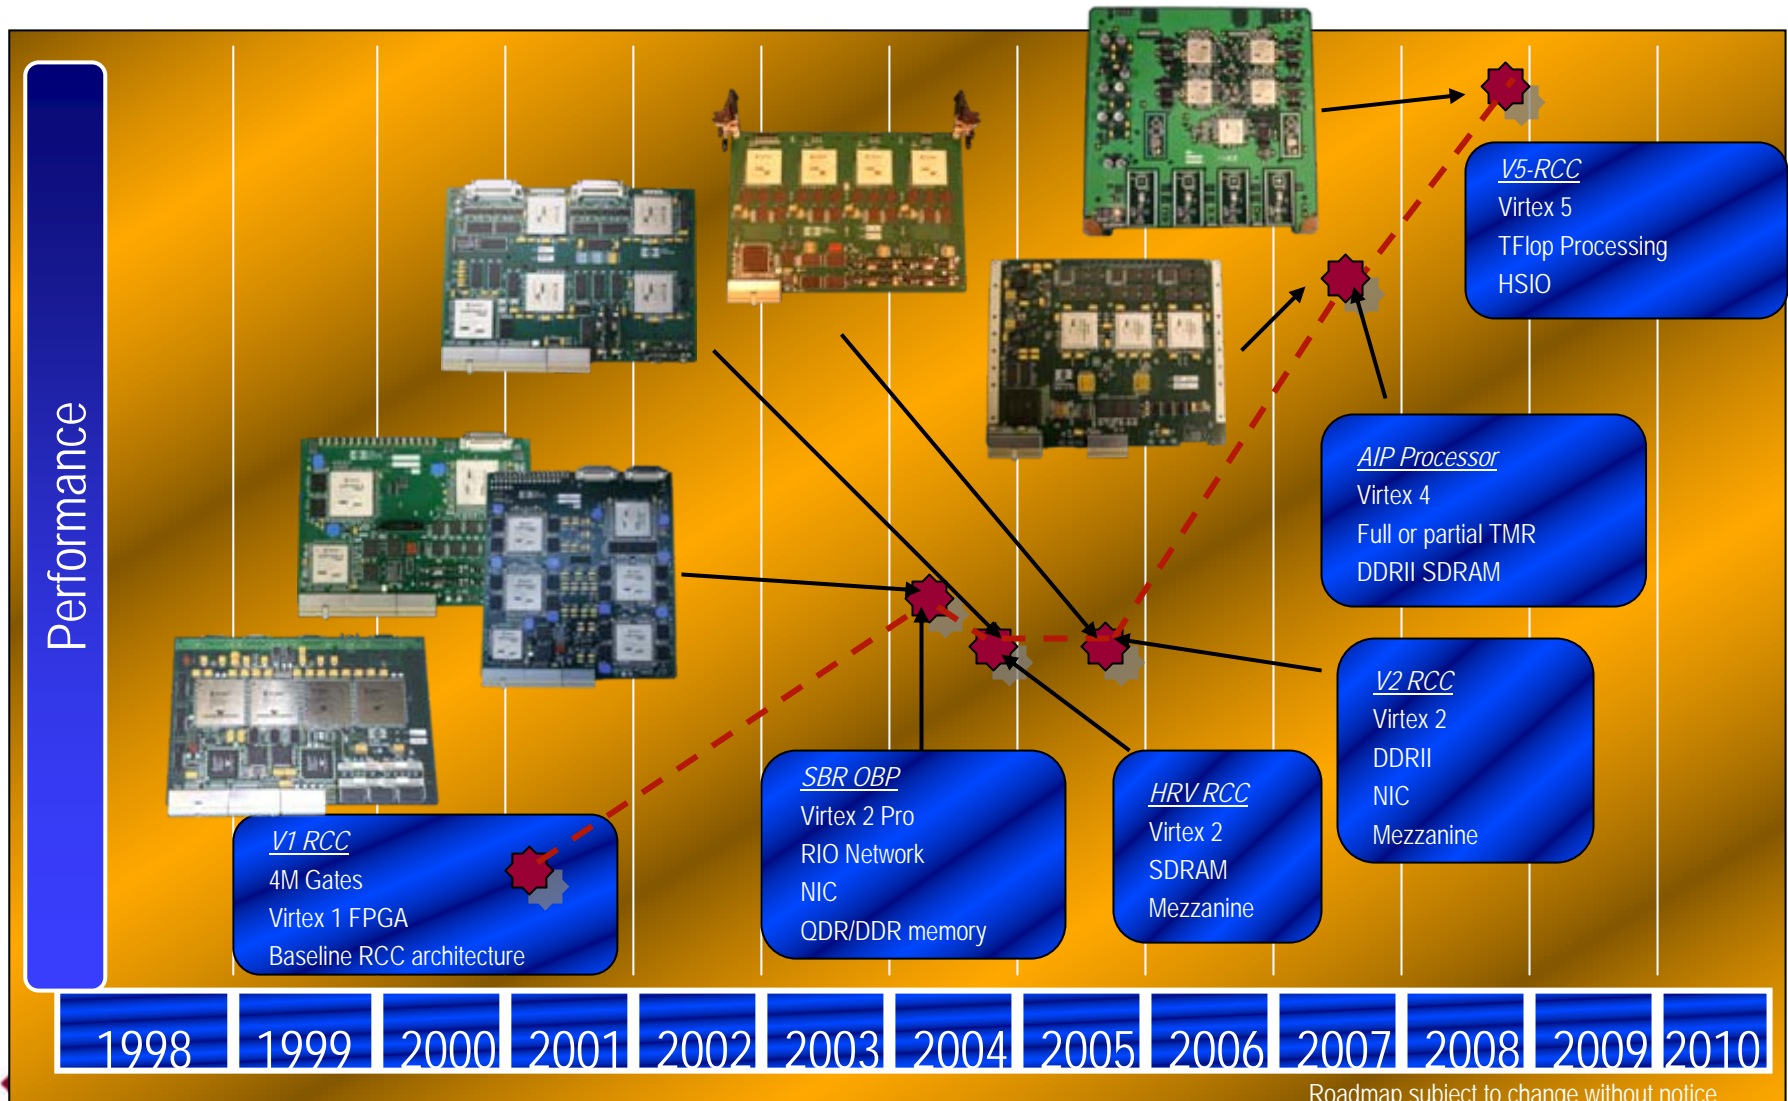 Performance
V5-RCC
Virtex 5
TFlop Processing
HSIO
AIP Processor
Virtex 4
Full or partial TMR
DDRII SDRAM
V2 RCC
Virtex 2
DDRII
NIC
Mezzanine
HRV RCC
Virtex 2
SDRAM
Mezzanine
SBR OBP
Virtex 2 Pro
RIO Network
NIC
QDR/DDR memory
V1 RCC
4M Gates
Virtex 1 FPGA
Baseline RCC architecture
1998 1999 2000 2001 2002 2003 2004 2005 2006 2007 2008 2009 2010
Roadmap subject to change without notice